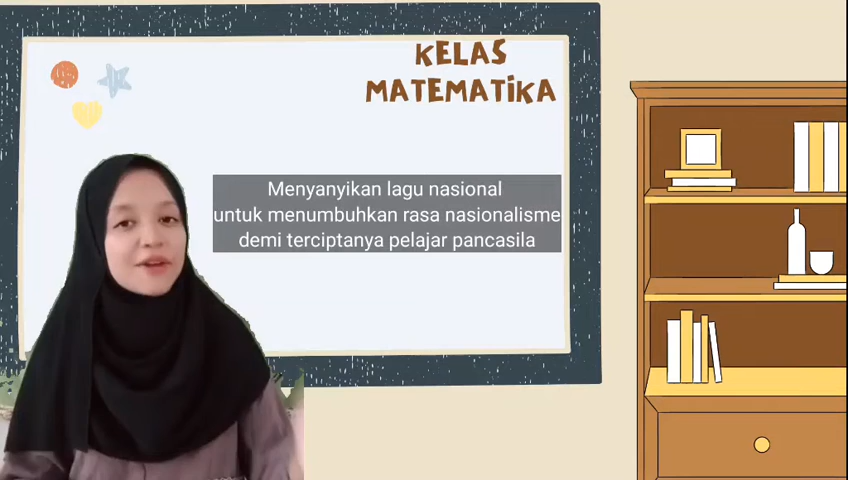 KELAS
MATEMATIKA
Menyanyikan lagu nasional
untuk menumbuhkan rasa nasionalisme
demi terciptanya pelajar pancasila